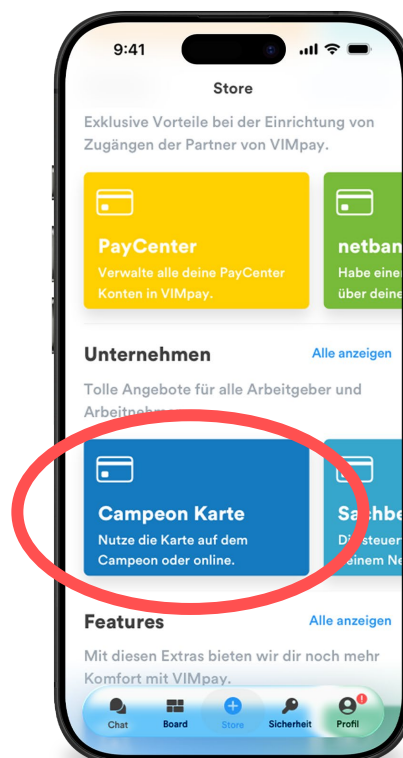 9:41
Store
Exklusive Vorteile bei der Einrichtung von
Zugängen der Partner von VIMpay.
PayCenter
Verwalte alle deine PayCenter
Konten in VIMpay.
netban
Habe eine
über deine
Unternehmen
Alle anzeigen
Tolle Angebote für alle Arbeitgeber und
Campeon Karte
Nutze die Karte auf dem
Campeon oder online.
Features
Alle anzeigen
Mit diesen Extras bieten wir dir noch mehr
Komfort mit VIMpay.
Chat
Board
Store
Sicherheit
Profil